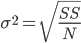 σ² = √(SS/N)